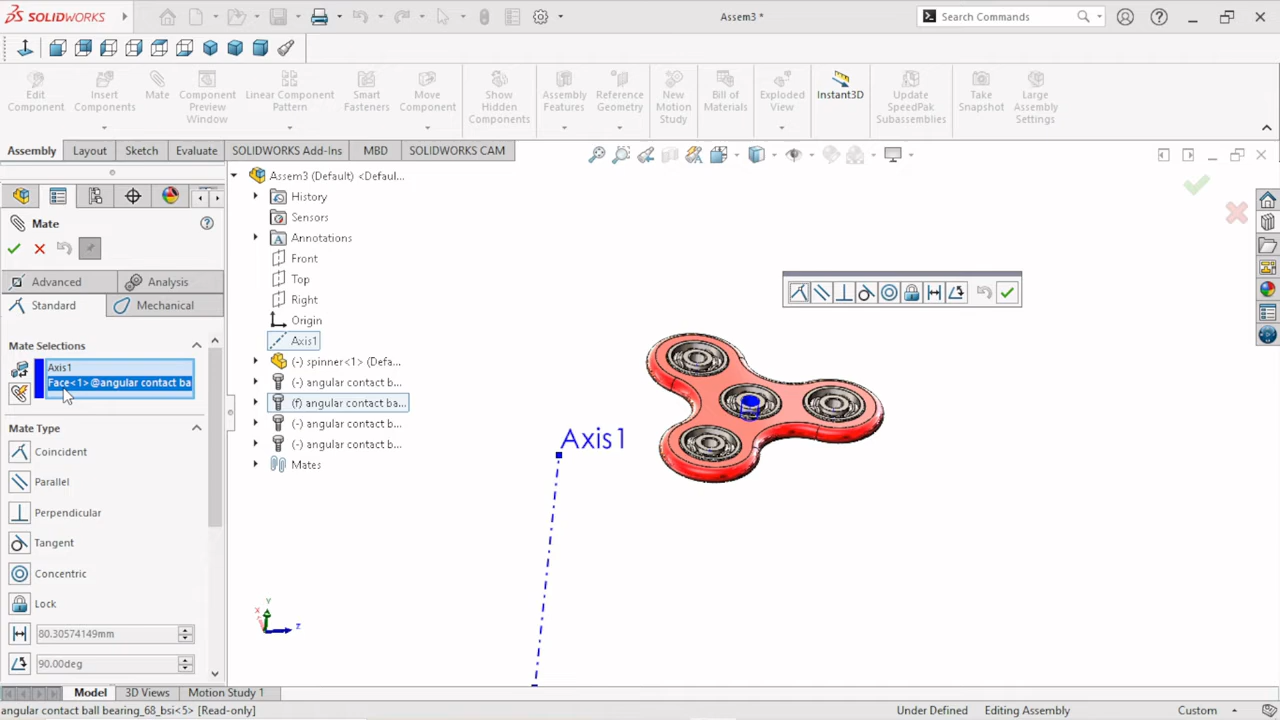 SOLIDWORKS
Assem3 *
Search Commands
Edit Component
Insert Components
Mate
Component Preview Window
Linear Component Pattern
Smart Fasteners
Move Component
Show Hidden Components
Assembly Features
Reference Geometry
New Motion Study
Bill of Materials
Exploded View
Instant3D
Update SpeedPak Subassemblies
Take Snapshot
Large Assembly Settings
Assembly
Layout
Sketch
Evaluate
SOLIDWORKS Add-Ins
MBD
SOLIDWORKS CAM
Assem3 (Default) <Defaul...
History
Sensors
Annotations
Front
Top
Right
Origin
Axis1
(-) spinner<1> (Defa...
(-) angular contact b...
(f) angular contact ba...
(-) angular contact b...
(-) angular contact b...
Mates
Mate
Advanced
Analysis
Standard
Mechanical
Mate Selections
Axis1
Face<1>@angular contact ba
Mate Type
Coincident
Parallel
Perpendicular
Tangent
Concentric
Lock
80.30574149mm
90.00deg
Axis1
Y
X
Z
Model
3D Views
Motion Study 1
angular contact ball bearing_68_bsi<5> [Read-only]
Under Defined
Editing Assembly
Custom